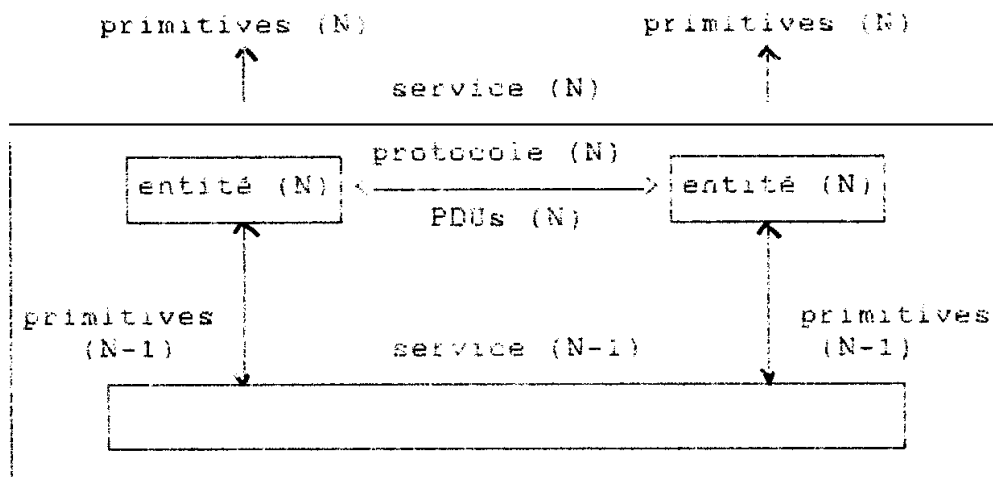 primitives (N) primitives (N)
service (N)
protocole (N)
entité (N) entité (N)
PDUs (N)
primitives primitives
(N-1) service (N-1) (N-1)